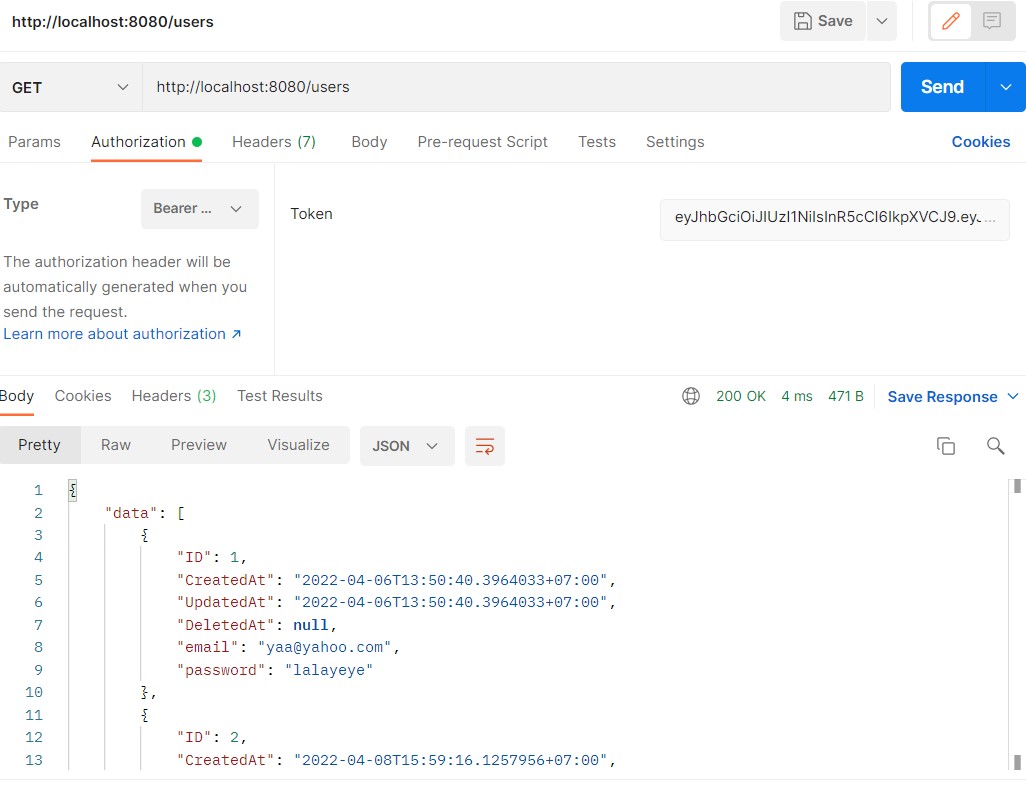 http://localhost:8080/users
Save
GET
http://localhost:8080/users
Send
Params Authorization Headers (7) Body Pre-request Script Tests Settings Cookies
Type
Bearer ...
Token
eyJhbGciOiJIUzI1NiIsInR5cCI6IkpXVCJ9.eyJ ...
The authorization header will be
automatically generated when you
send the request.
Learn more about authorization ↗
Body Cookies Headers (3) Test Results 200 OK 4 ms 471 B Save Response
Pretty Raw Preview Visualize JSON
1 {
2 "data": [
3 {
4 "ID": 1,
5 "CreatedAt": "2022-04-06T13:50:40.3964033+07:00",
6 "UpdatedAt": "2022-04-06T13:50:40.3964033+07:00",
7 "DeletedAt": null,
8 "email": "yaa@yahoo.com",
9 "password": "lalayeye"
10 },
11 {
12 "ID": 2,
13 "CreatedAt": "2022-04-08T15:59:16.1257956+07:00",